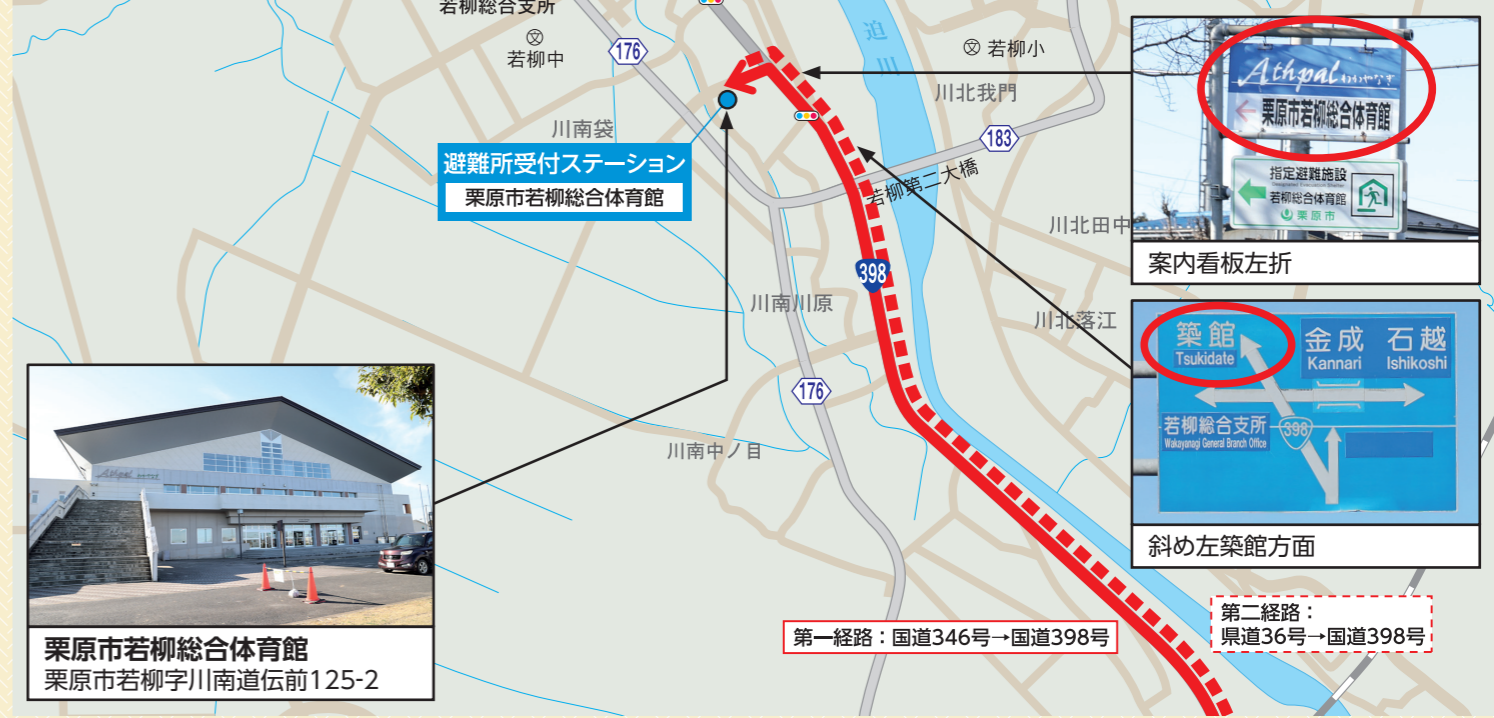 若柳総合支所
若柳中
176
迫川
若柳小
川北我門
川南袋
183
避難所受付ステーション
栗原市若柳総合体育館
若柳第二大橋
川北田中
398
川南川原
川北落江
176
川南中ノ目
Athpal わかやなぎ
栗原市若柳総合体育館
指定避難施設
Designated Evacuation Shelter
若柳総合体育館
栗原市
案内看板左折
築館
Tsukidate
金成 石越
Kannari Ishikoshi
若柳総合支所
Wakayanagi General Branch Office
398
斜め左築館方面
Athpal
栗原市若柳総合体育館
栗原市若柳字川南道伝前125-2
第一経路：国道346号→国道398号
第二経路：
県道36号→国道398号